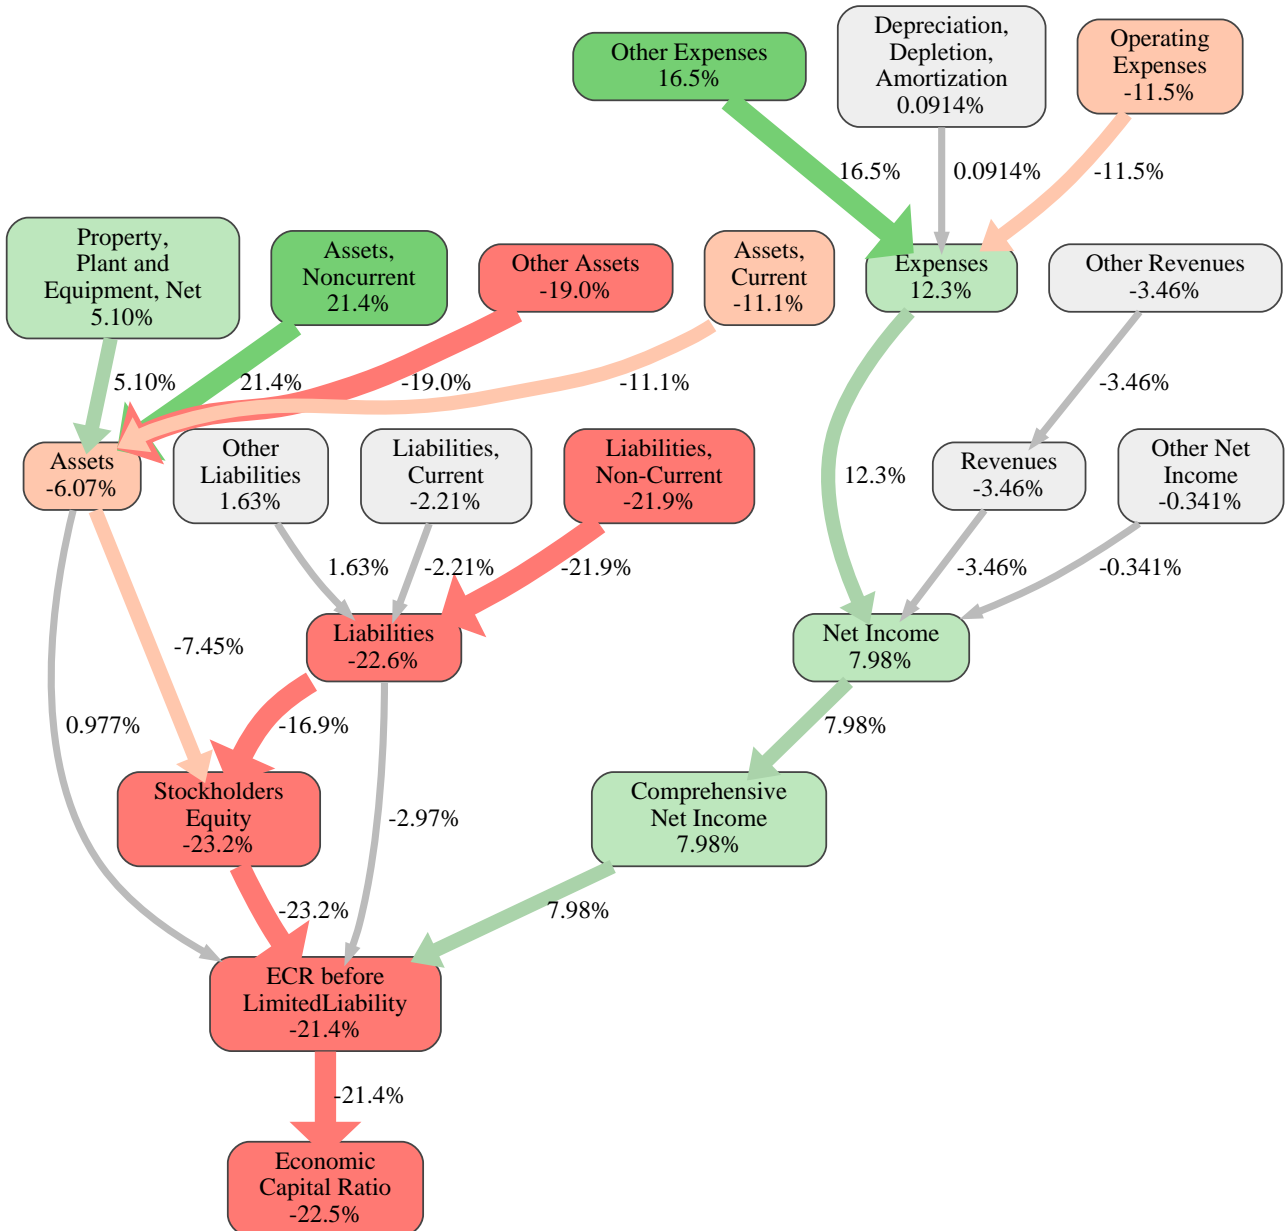 Other Expenses
16.5%
Depreciation,
Depletion,
Amortization
0.0914%
Operating
Expenses
-11.5%
16.5%
0.0914%
-11.5%
Property,
Plant and
Equipment, Net
5.10%
Assets,
Noncurrent
21.4%
Other Assets
-19.0%
Assets,
Current
-11.1%
Expenses
12.3%
Other Revenues
-3.46%
5.10%
21.4%
-19.0%
-11.1%
-3.46%
Assets
-6.07%
Other
Liabilities
1.63%
Liabilities,
Current
-2.21%
Liabilities,
Non-Current
-21.9%
12.3%
Revenues
-3.46%
Other Net
Income
-0.341%
1.63%
-2.21%
-21.9%
-3.46%
-0.341%
-7.45%
Liabilities
-22.6%
Net Income
7.98%
0.977%
-16.9%
7.98%
Stockholders
Equity
-23.2%
-2.97%
Comprehensive
Net Income
7.98%
-23.2%
7.98%
ECR before
LimitedLiability
-21.4%
-21.4%
Economic
Capital Ratio
-22.5%